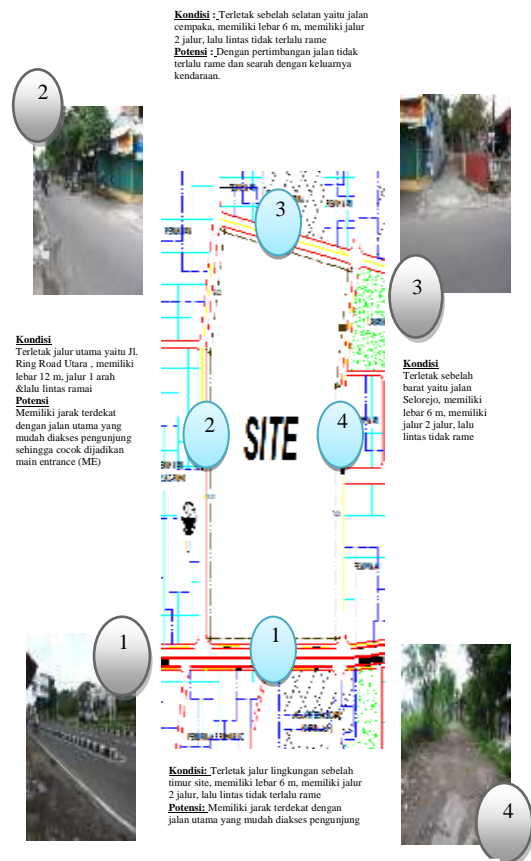 Kondisi : Terletak sebelah selatan yaitu jalan
cempaka, memiliki lebar 6 m, memiliki jalur
2 jalur, lalu lintas tidak terlalu rame
Potensi : Dengan pertimbangan jalan tidak
terlalu rame dan searah dengan keluarnya
kendaraan.
2
3
3
Kondisi
Terletak jalur utama yaitu Jl.
Ring Road Utara , memiliki
lebar 12 m, jalur 1 arah
&lalu lintas ramai
Potensi
Memiliki jarak terdekat
dengan jalan utama yang
mudah diakses pengunjung
sehingga cocok dijadikan
main entrance (ME)
2
SITE
4
Kondisi
Terletak sebelah
barat yaitu jalan
Selorejo, memiliki
lebar 6 m, memiliki
jalur 2 jalur, lalu
lintas tidak rame
1
1
Kondisi: Terletak jalur lingkungan sebelah
timur site, memiliki lebar 6 m, memiliki jalur
2 jalur, lalu lintas tidak terlalu rame
Potensi: Memiliki jarak terdekat dengan
jalan utama yang mudah diakses pengunjung
4